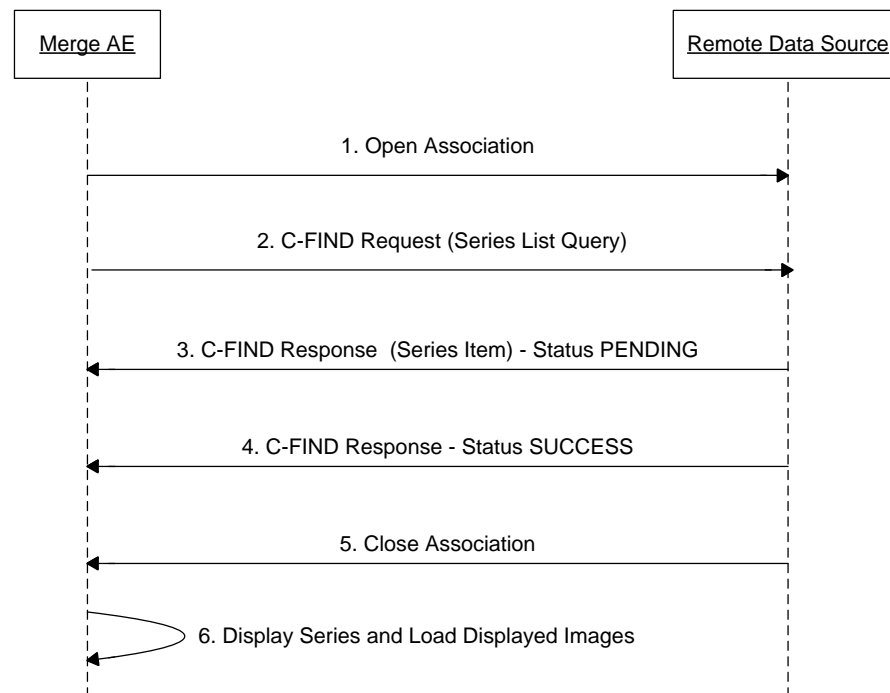 Merge AE
Remote Data Source
1. Open Association
2. C-FIND Request (Series List Query)
3. C-FIND Response  (Series Item) - Status PENDING
4. C-FIND Response - Status SUCCESS
5. Close Association
6. Display Series and Load Displayed Images